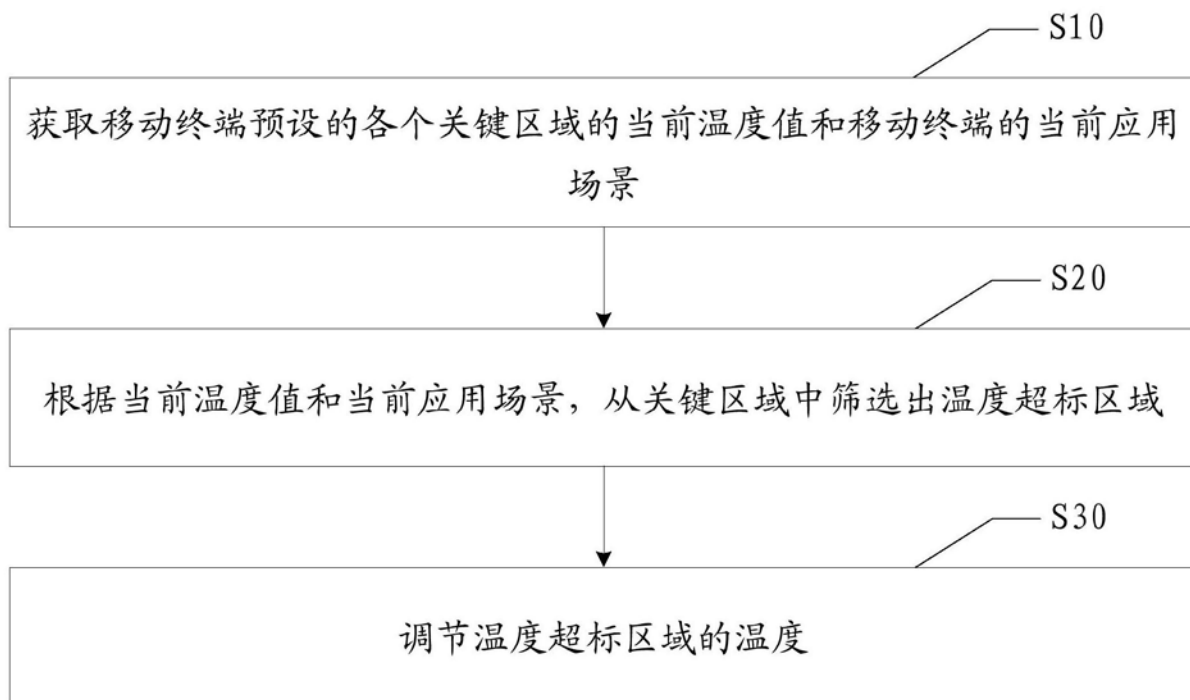 S10
获取移动终端预设的各个关键区域的当前温度值和移动终端的当前应用
场景
S20
根据当前温度值和当前应用场景，从关键区域中筛选出温度超标区域
S30
调节温度超标区域的温度